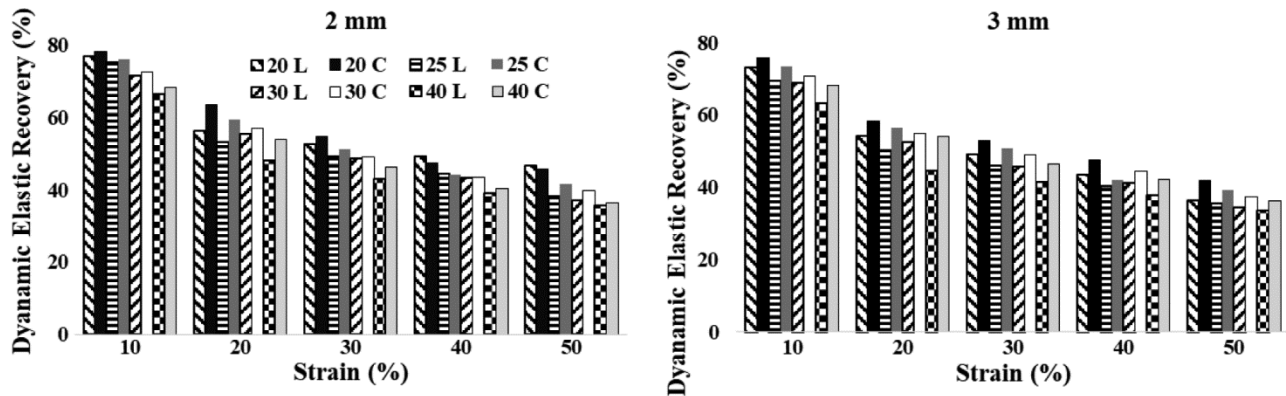 2 mm
Dyanamic Elastic Recovery (%)
80
60
40
20
0
20 L 20 C 25 L 25 C
30 L 30 C 40 L 40 C
10 20 30 40 50
Strain (%)
3 mm
Dyanamic Elastic Recovery (%)
80
60
40
20
0
10 20 30 40 50
Strain (%)